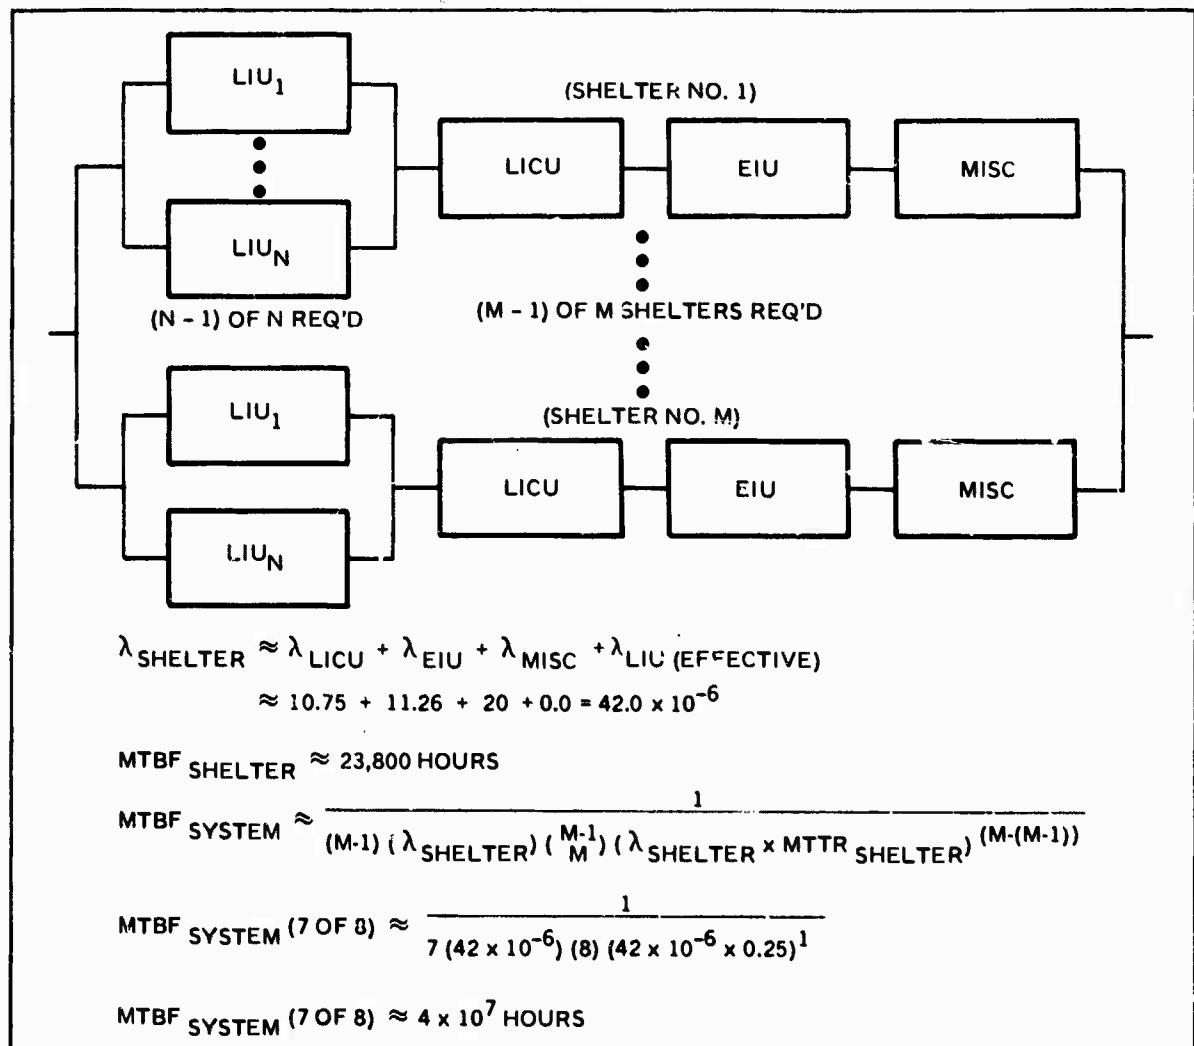 LIU1
(SHELTER NO. 1)
LICU
EIU
MISC
LIUN
(N - 1) OF N REQ'D
(M - 1) OF M SHELTERS REQ'D
LIU1
(SHELTER NO. M)
LICU
EIU
MISC
LIUN
λSHELTER ≈ λLICU + λEIU + λMISC + λLIU (EFFECTIVE)
≈ 10.75 + 11.26 + 20 + 0.0 = 42.0 x 10^-6
MTBF SHELTER ≈ 23,800 HOURS
MTBF SYSTEM ≈ 1 / (M-1) (λSHELTER) (M-1 M) (λSHELTER x MTTR SHELTER)^(M-(M-1))
MTBF SYSTEM (7 OF 8) ≈ 1 / 7 (42 x 10^-6) (8) (42 x 10^-6 x 0.25)^1
MTBF SYSTEM (7 OF 8) ≈ 4 x 10^7 HOURS